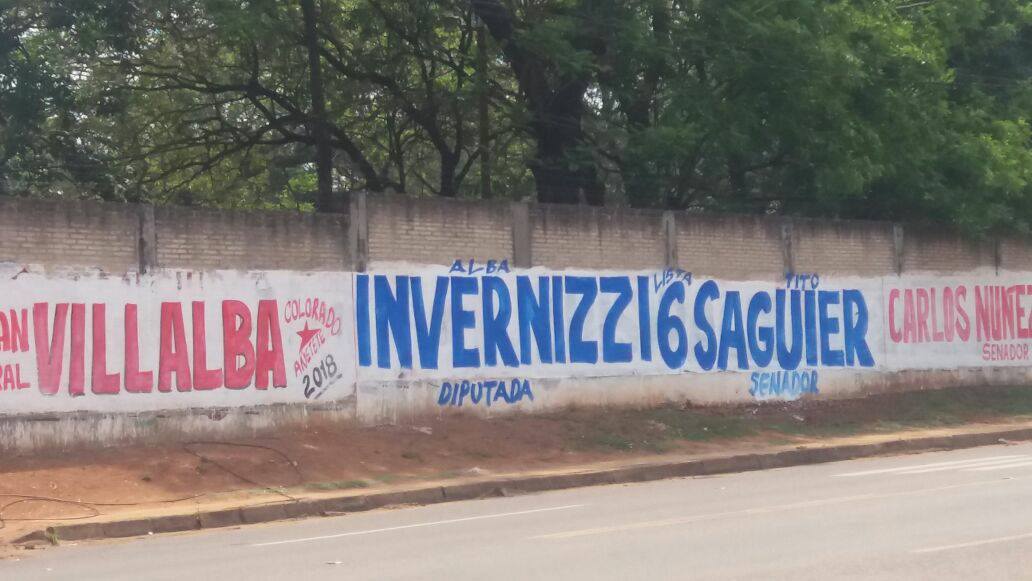 AN
RAL
VILLALBA
COLORADO
AÑETETE
2018
ALBA
INVERNIZZI
DIPUTADA
LISTA
6
TITO
SAGUIER
SENADOR
CARLOS NUÑEZ
SENADOR